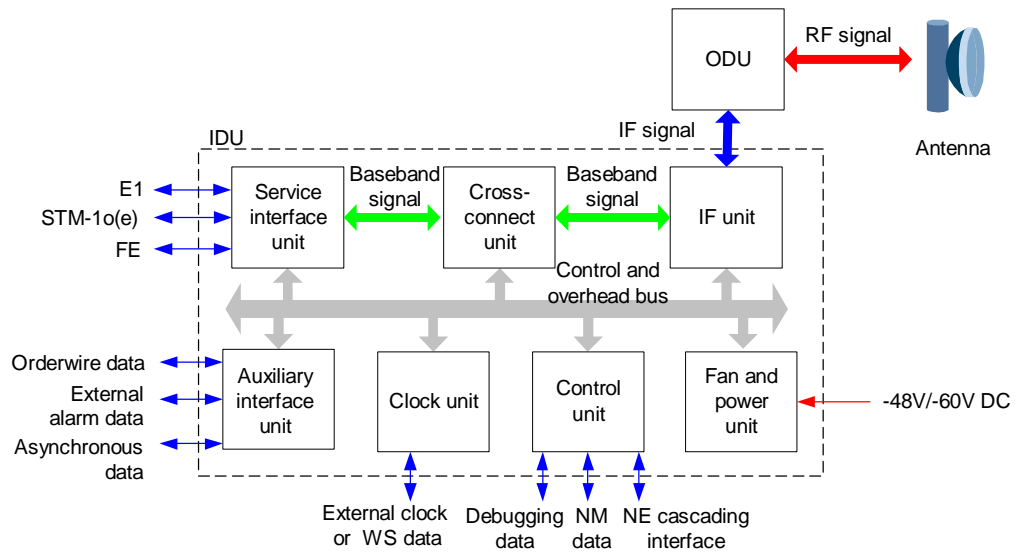 ODU
RF signal
Antenna
IF signal
IDU
E1
STM-1o(e)
FE
Service
interface
unit
Baseband
signal
Cross-
connect
unit
Baseband
signal
IF unit
Control and
overhead bus
Orderwire data
External
alarm data
Asynchronous
data
Auxiliary
interface
unit
Clock unit
Control
unit
Fan and
power
unit
-48V/-60V DC
External clock
or WS data
Debugging
data
NM
data
NE cascading
interface